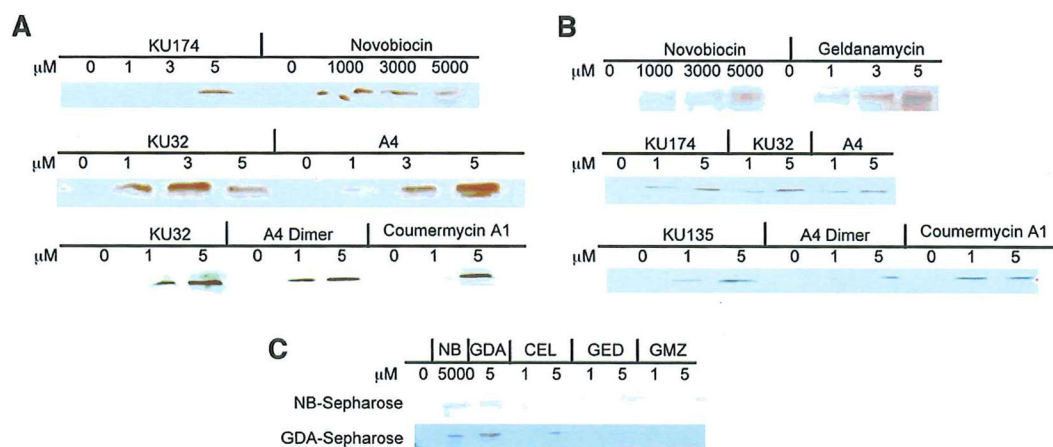 A
KU174 Novobiocin
μM 0 1 3 5 0 1000 3000 5000
KU32 A4
μM 0 1 3 5 0 1 3 5
KU32 A4 Dimer Coumermycin A1
μM 0 1 5 0 1 5 0 1 5
B
Novobiocin Geldanamycin
μM 0 1000 3000 5000 0 1 3 5
KU174 KU32 A4
μM 0 1 5 1 5 1 5
KU135 A4 Dimer Coumermycin A1
μM 0 1 5 0 1 5 0 1 5
C
NB GDA CEL GED GMZ
μM 0 5000 5 1 5 1 5 1 5
NB-Sepharose
GDA-Sepharose